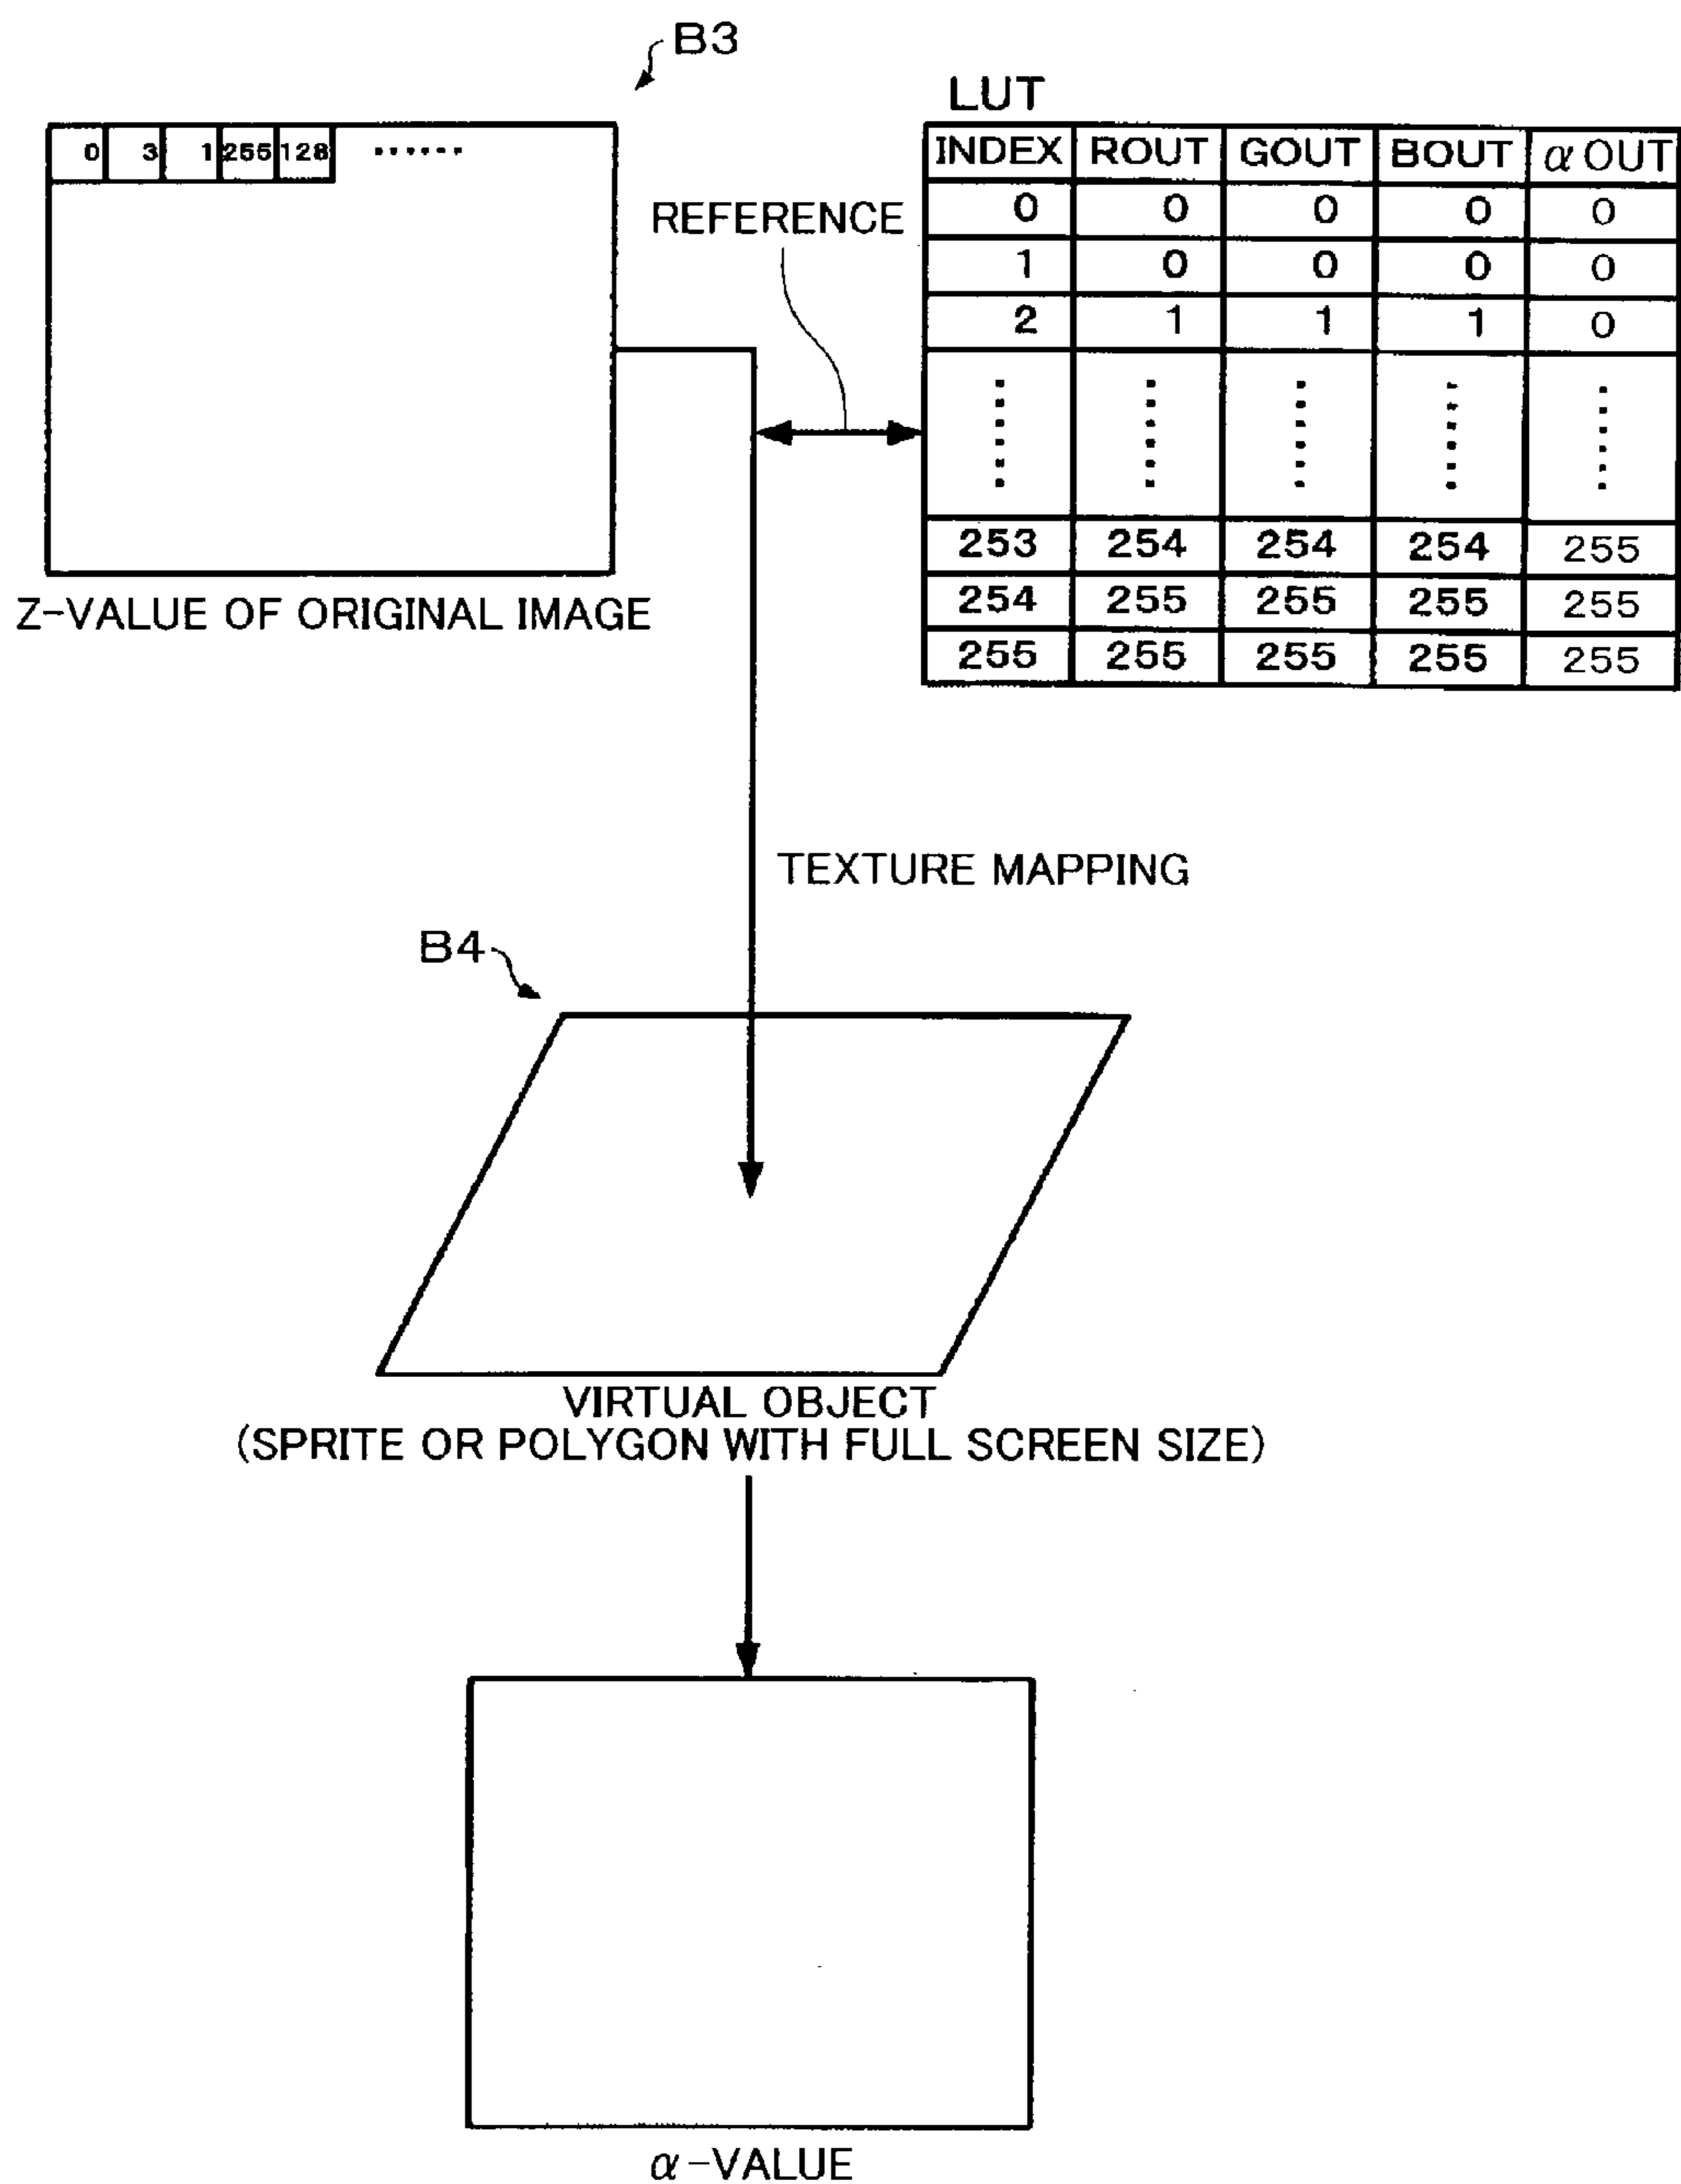 B3
0 3 1 255 128 ······
Z-VALUE OF ORIGINAL IMAGE
REFERENCE
LUT
INDEX ROUT GOUT BOUT α OUT
0 0 0 0 0
1 0 0 0 0
2 1 1 1 0
253 254 254 254 255
254 255 255 255 255
255 255 255 255 255
TEXTURE MAPPING
B4
VIRTUAL OBJECT
(SPRITE OR POLYGON WITH FULL SCREEN SIZE)
α-VALUE